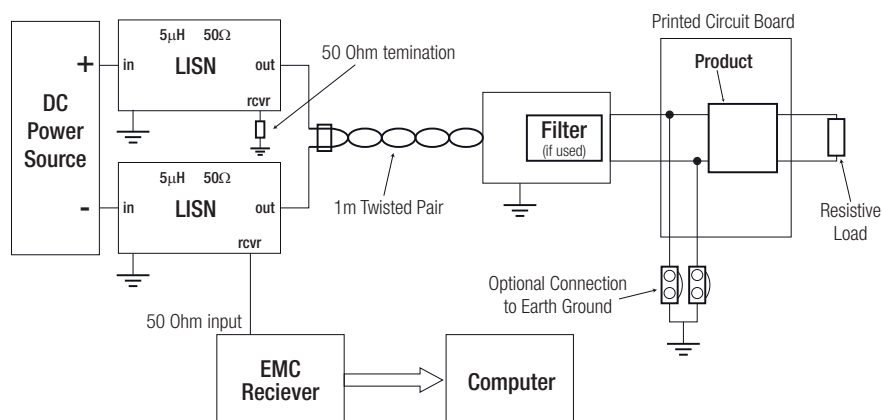 Printed Circuit Board
5μH 50Ω
LISN
in
out
rcvr
+
50 Ohm temination
Product
DC
Power
Source
Filter
(if used)
5μH 50Ω
LISN
-
in
out
rcvr
1m Twisted Pair
Resistive
Load
Optional Connection
to Earth Ground
50 Ohm input
EMC
Reciever
Computer